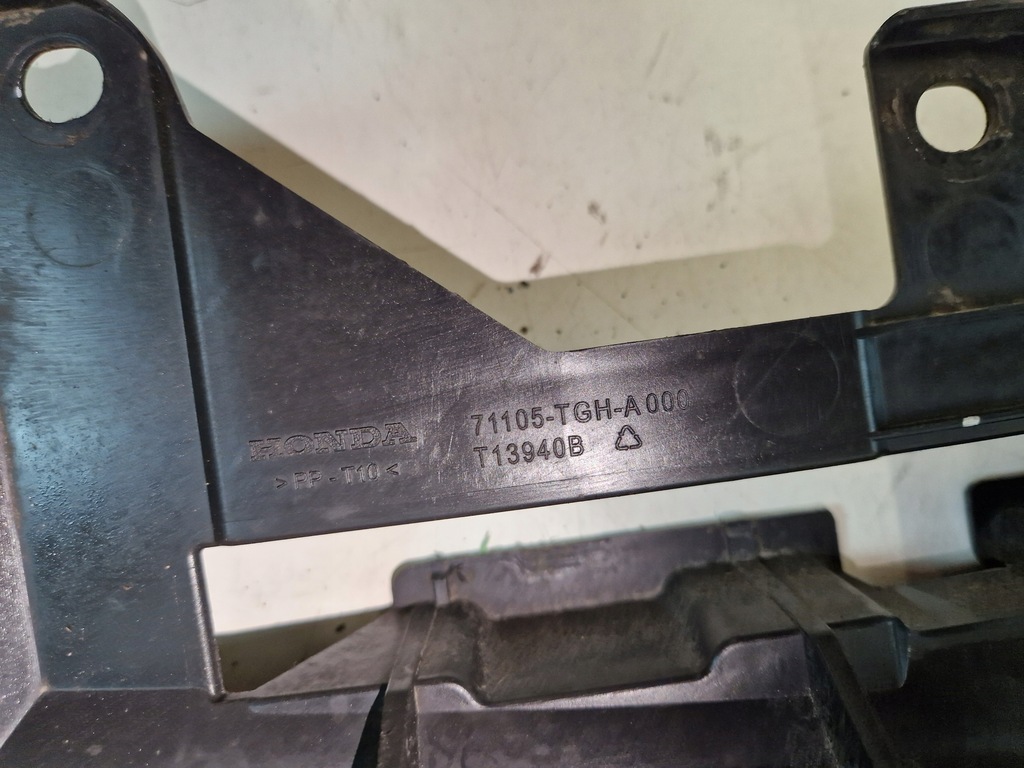 HONDA
>PP-T10<
71105-TGH-A000
T13940B